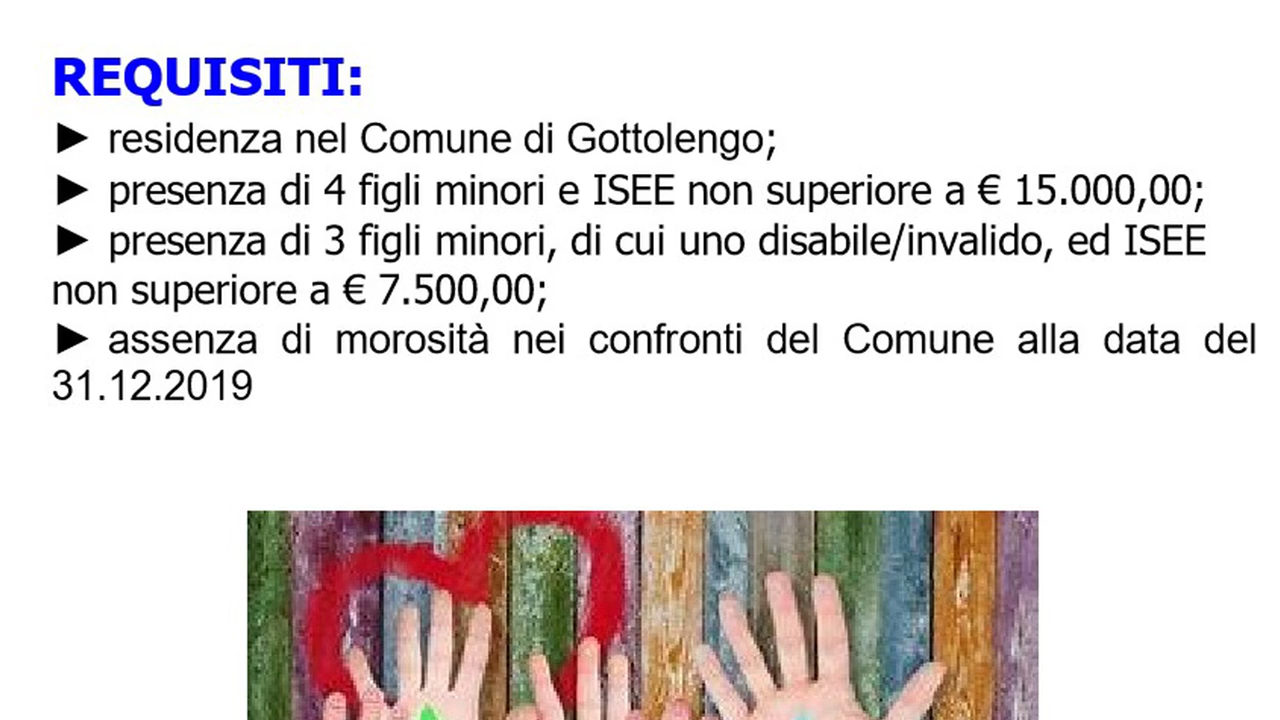 REQUISITI:
► residenza nel Comune di Gottolengo;
► presenza di 4 figli minori e ISEE non superiore a € 15.000,00;
► presenza di 3 figli minori, di cui uno disabile/invalido, ed ISEE
non superiore a € 7.500,00;
► assenza di morosità nei confronti del Comune alla data del
31.12.2019